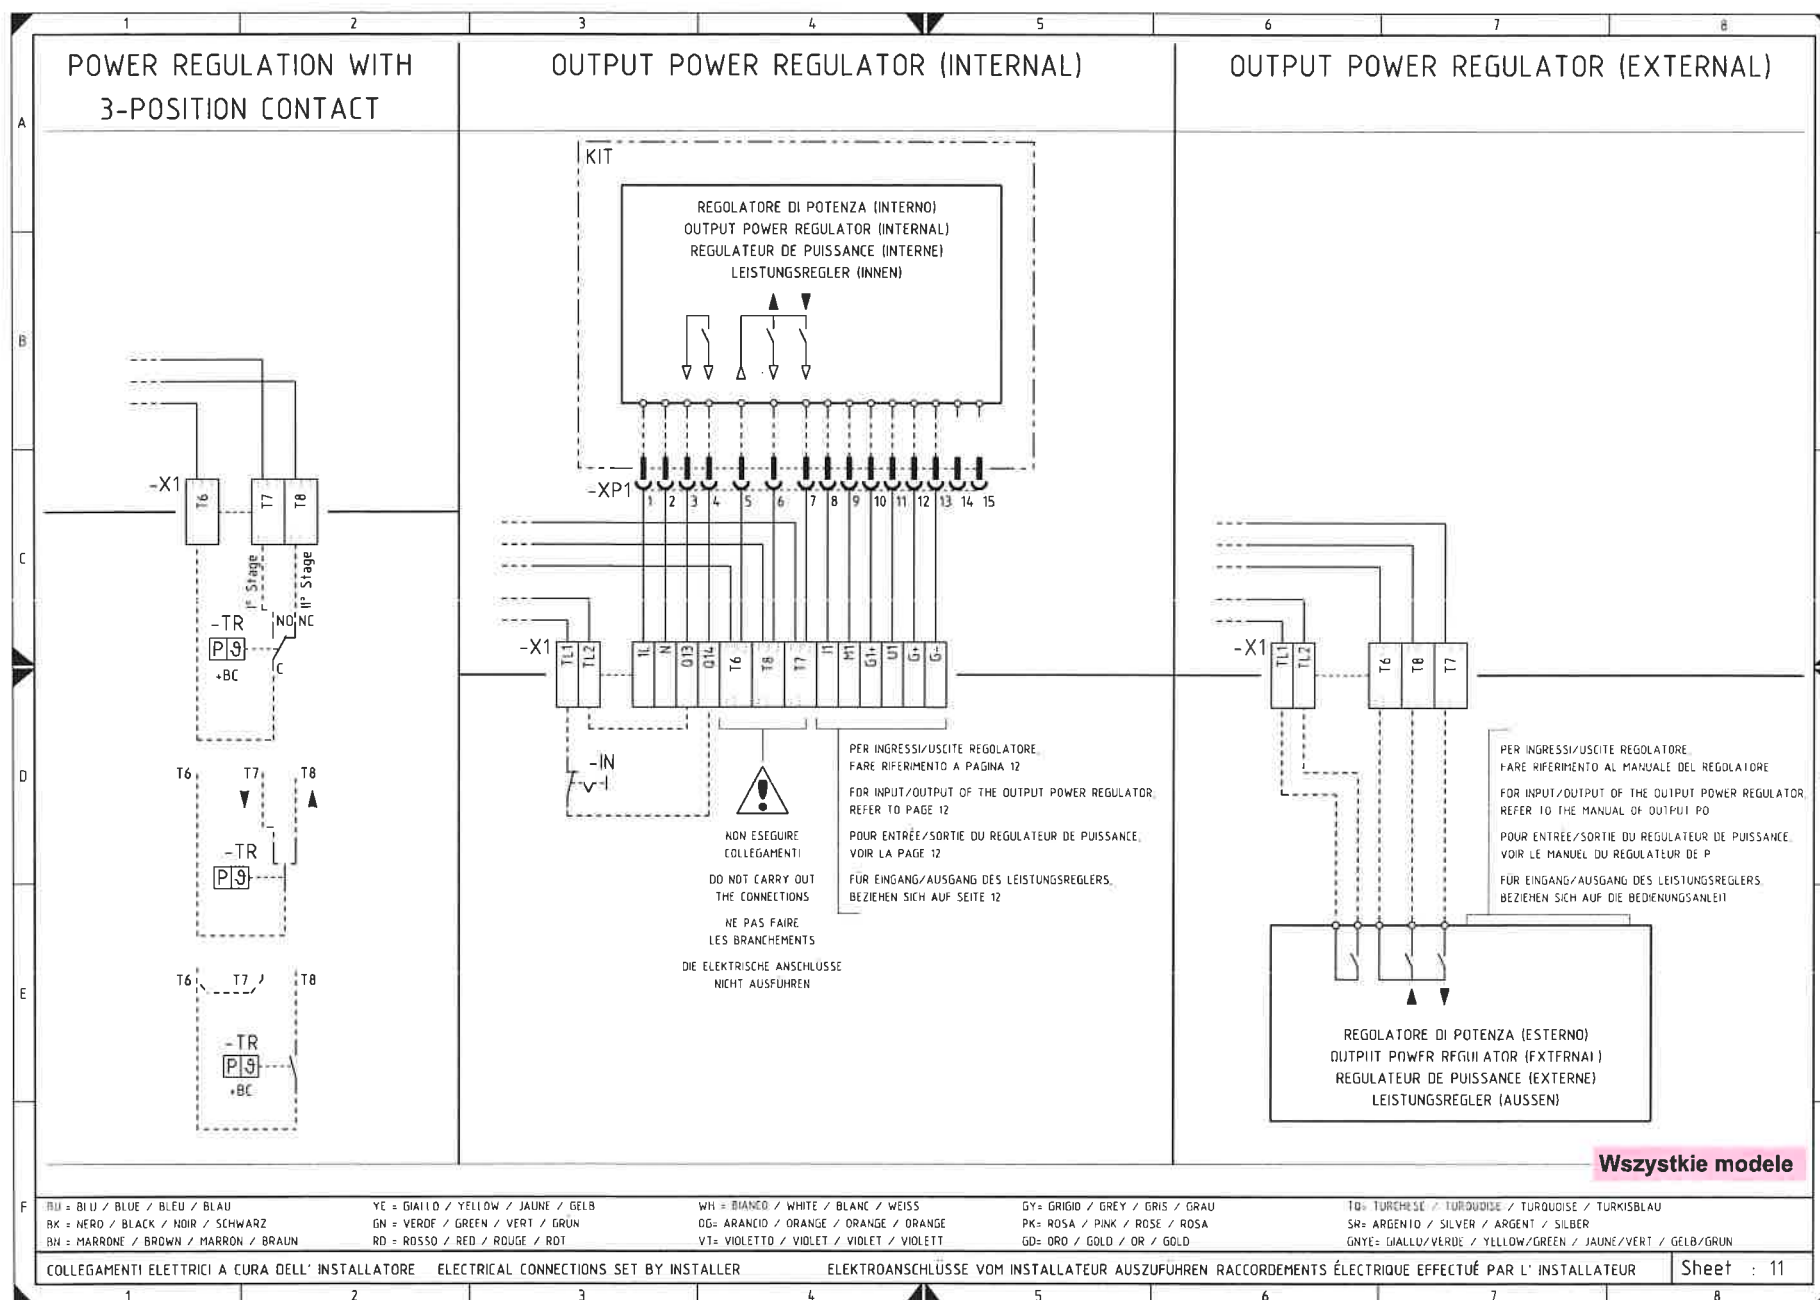 1 2 3 4 5 6 7 8
POWER REGULATION WITH
3-POSITION CONTACT
OUTPUT POWER REGULATOR (INTERNAL)
OUTPUT POWER REGULATOR (EXTERNAL)
A
B
C
D
E
F
-X1
T6 T7 T8
I° Stage
II° Stage
-TR
NO NC
P ϑ
+BC
C
T6 T7 T8
-TR
P ϑ
T6 T7 T8
-TR
P ϑ
+BC
KIT
REGOLATORE DI POTENZA (INTERNO)
OUTPUT POWER REGULATOR (INTERNAL)
REGULATEUR DE PUISSANCE (INTERNE)
LEISTUNGSREGLER (INNEN)
-XP1
1 2 3 4 5 6 7 8 9 10 11 12 13 14 15
-X1
TL1 TL2 1L N Q13 Q14 T6 T8 T7 I1 M1 G1+ U1 G+ G-
-IN
NON ESEGUIRE
COLLEGAMENTI
DO NOT CARRY OUT
THE CONNECTIONS
NE PAS FAIRE
LES BRANCHEMENTS
DIE ELEKTRISCHE ANSCHLÜSSE
NICHT AUSFÜHREN
PER INGRESSI/USCITE REGOLATORE,
FARE RIFERIMENTO A PAGINA 12
FOR INPUT/OUTPUT OF THE OUTPUT POWER REGULATOR,
REFER TO PAGE 12
POUR ENTRÉE/SORTIE DU REGULATEUR DE PUISSANCE,
VOIR LA PAGE 12
FÜR EINGANG/AUSGANG DES LEISTUNGSREGLERS,
BEZIEHEN SICH AUF SEITE 12
-X1
TL1 TL2 T6 T8 T7
PER INGRESSI/USCITE REGOLATORE,
FARE RIFERIMENTO AL MANUALE DEL REGOLATORE
FOR INPUT/OUTPUT OF THE OUTPUT POWER REGULATOR,
REFER TO THE MANUAL OF OUTPUT PO
POUR ENTRÉE/SORTIE DU REGULATEUR DE PUISSANCE,
VOIR LE MANUEL DU REGULATEUR DE P
FÜR EINGANG/AUSGANG DES LEISTUNGSREGLERS,
BEZIEHEN SICH AUF DIE BEDIENUNGSANLEIT
REGOLATORE DI POTENZA (ESTERNO)
OUTPUT POWER REGULATOR (EXTERNAL)
REGULATEUR DE PUISSANCE (EXTERNE)
LEISTUNGSREGLER (AUSSEN)
Wszystkie modele
BU = BLU / BLUE / BLEU / BLAU
BK = NERO / BLACK / NOIR / SCHWARZ
BN = MARRONE / BROWN / MARRON / BRAUN
YE = GIALLO / YELLOW / JAUNE / GELB
GN = VERDE / GREEN / VERT / GRÜN
RD = ROSSO / RED / ROUGE / ROT
WH = BIANCO / WHITE / BLANC / WEISS
OG= ARANCIO / ORANGE / ORANGE / ORANGE
VT= VIOLETTO / VIOLET / VIOLET / VIOLETT
GY= GRIGIO / GREY / GRIS / GRAU
PK= ROSA / PINK / ROSE / ROSA
GD= ORO / GOLD / OR / GOLD
TQ= TURCHESE / TURQUOISE / TURQUOISE / TURKISBLAU
SR= ARGENTO / SILVER / ARGENT / SILBER
GNYE= GIALLO/VERDE / YELLOW/GREEN / JAUNE/VERT / GELB/GRUN
COLLEGAMENTI ELETTRICI A CURA DELL' INSTALLATORE ELECTRICAL CONNECTIONS SET BY INSTALLER ELEKTROANSCHLÜSSE VOM INSTALLATEUR AUSZUFÜHREN RACCORDEMENTS ÉLECTRIQUE EFFECTUÉ PAR L' INSTALLATEUR
Sheet : 11
1 2 3 4 5 6 7 8